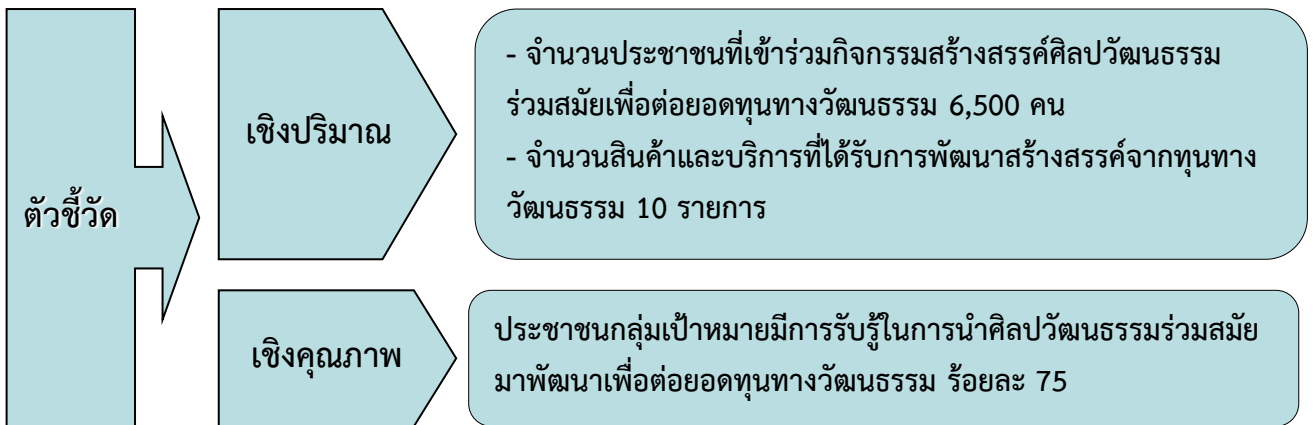 ตัวชี้วัด
เชิงปริมาณ
- จำนวนประชาชนที่เข้าร่วมกิจกรรมสร้างสรรค์ศิลปวัฒนธรรม
ร่วมสมัยเพื่อต่อยอดทุนทางวัฒนธรรม 6,500 คน
- จำนวนสินค้าและบริการที่ได้รับการพัฒนาสร้างสรรค์จากทุนทาง
วัฒนธรรม 10 รายการ
เชิงคุณภาพ
ประชาชนกลุ่มเป้าหมายมีการรับรู้ในการนำศิลปวัฒนธรรมร่วมสมัย
มาพัฒนาเพื่อต่อยอดทุนทางวัฒนธรรม ร้อยละ 75